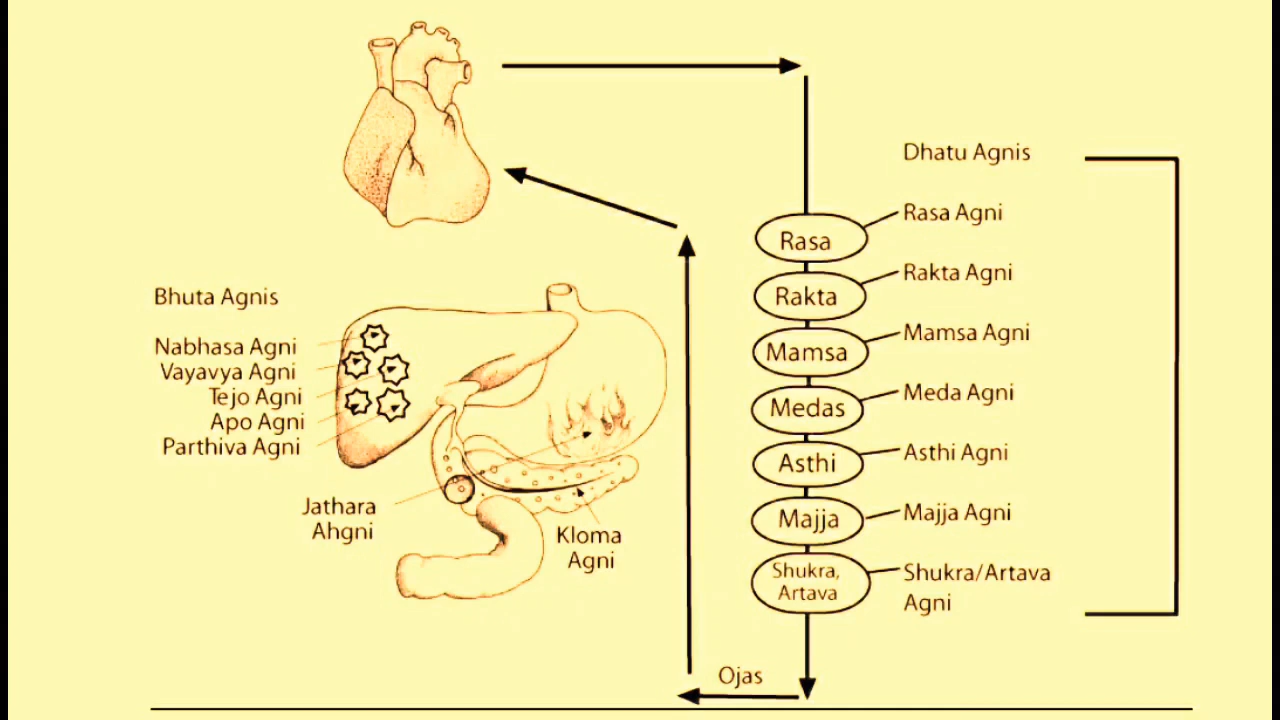 Bhuta Agnis
Nabhasa Agni
Vayavya Agni
Tejo Agni
Apo Agni
Parthiva Agni
Jathara
Ahgni
Kloma
Agni
Rasa
Rakta
Mamsa
Medas
Asthi
Majja
Shukra,
Artava
Dhatu Agnis
Rasa Agni
Rakta Agni
Mamsa Agni
Meda Agni
Asthi Agni
Majja Agni
Shukra/Artava
Agni
Ojas